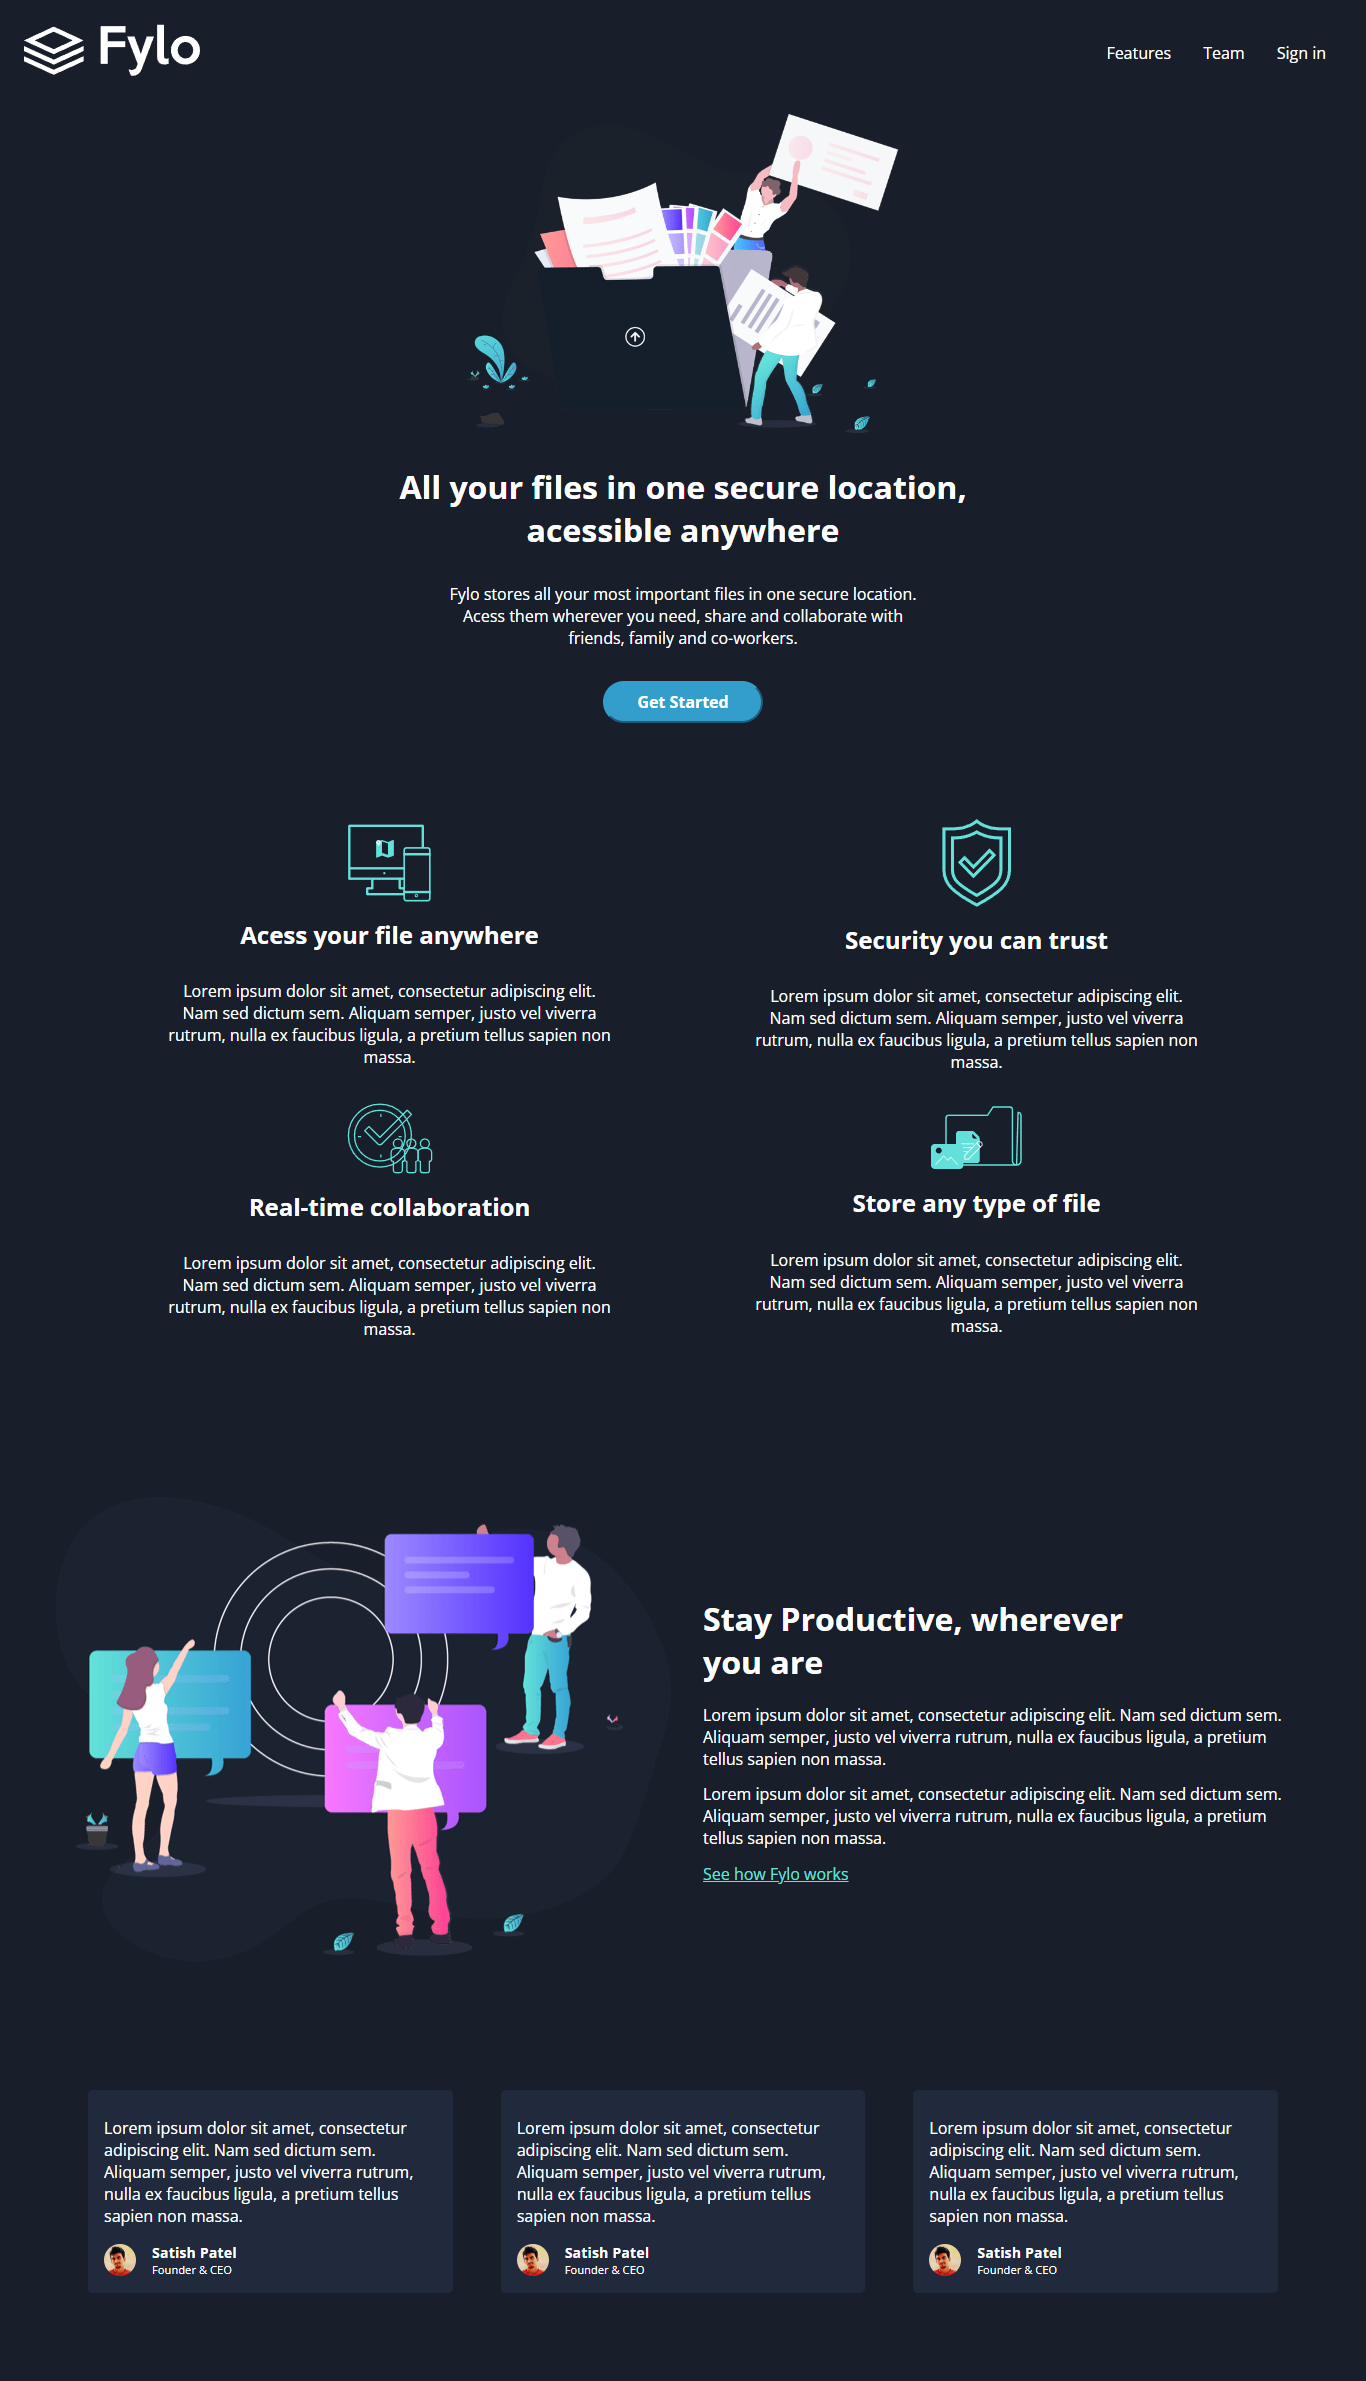 Fylo
Features Team Sign in
All your files in one secure location,
acessible anywhere
Fylo stores all your most important files in one secure location.
Acess them wherever you need, share and collaborate with
friends, family and co-workers.
Get Started
Acess your file anywhere
Lorem ipsum dolor sit amet, consectetur adipiscing elit.
Nam sed dictum sem. Aliquam semper, justo vel viverra
rutrum, nulla ex faucibus ligula, a pretium tellus sapien non
massa.
Security you can trust
Lorem ipsum dolor sit amet, consectetur adipiscing elit.
Nam sed dictum sem. Aliquam semper, justo vel viverra
rutrum, nulla ex faucibus ligula, a pretium tellus sapien non
massa.
Real-time collaboration
Lorem ipsum dolor sit amet, consectetur adipiscing elit.
Nam sed dictum sem. Aliquam semper, justo vel viverra
rutrum, nulla ex faucibus ligula, a pretium tellus sapien non
massa.
Store any type of file
Lorem ipsum dolor sit amet, consectetur adipiscing elit.
Nam sed dictum sem. Aliquam semper, justo vel viverra
rutrum, nulla ex faucibus ligula, a pretium tellus sapien non
massa.
Stay Productive, wherever
you are
Lorem ipsum dolor sit amet, consectetur adipiscing elit. Nam sed dictum sem.
Aliquam semper, justo vel viverra rutrum, nulla ex faucibus ligula, a pretium
tellus sapien non massa.
Lorem ipsum dolor sit amet, consectetur adipiscing elit. Nam sed dictum sem.
Aliquam semper, justo vel viverra rutrum, nulla ex faucibus ligula, a pretium
tellus sapien non massa.
See how Fylo works
Lorem ipsum dolor sit amet, consectetur
adipiscing elit. Nam sed dictum sem.
Aliquam semper, justo vel viverra rutrum,
nulla ex faucibus ligula, a pretium tellus
sapien non massa.
Satish Patel
Founder & CEO
Lorem ipsum dolor sit amet, consectetur
adipiscing elit. Nam sed dictum sem.
Aliquam semper, justo vel viverra rutrum,
nulla ex faucibus ligula, a pretium tellus
sapien non massa.
Satish Patel
Founder & CEO
Lorem ipsum dolor sit amet, consectetur
adipiscing elit. Nam sed dictum sem.
Aliquam semper, justo vel viverra rutrum,
nulla ex faucibus ligula, a pretium tellus
sapien non massa.
Satish Patel
Founder & CEO